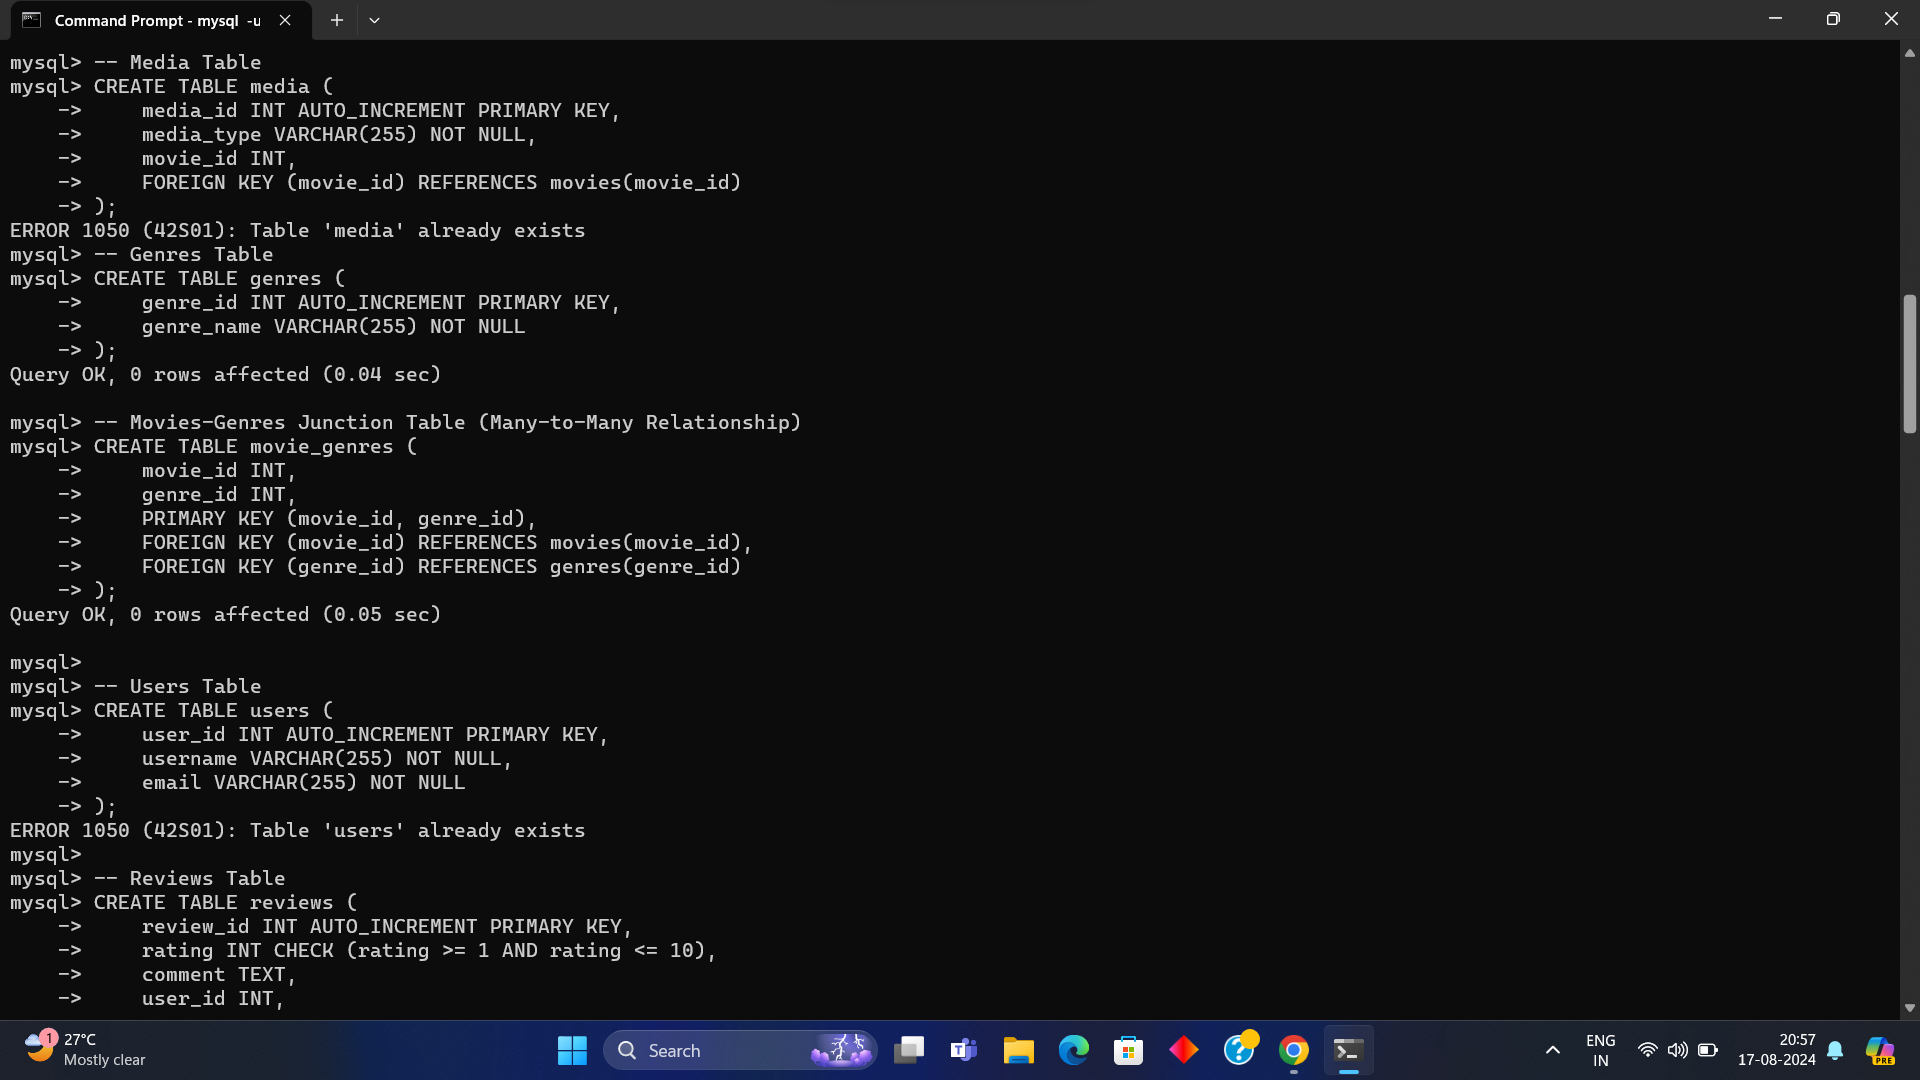 Command Prompt - mysql -u
mysql> -- Media Table
mysql> CREATE TABLE media (
    ->     media_id INT AUTO_INCREMENT PRIMARY KEY,
    ->     media_type VARCHAR(255) NOT NULL,
    ->     movie_id INT,
    ->     FOREIGN KEY (movie_id) REFERENCES movies(movie_id)
    -> );
ERROR 1050 (42S01): Table 'media' already exists
mysql> -- Genres Table
mysql> CREATE TABLE genres (
    ->     genre_id INT AUTO_INCREMENT PRIMARY KEY,
    ->     genre_name VARCHAR(255) NOT NULL
    -> );
Query OK, 0 rows affected (0.04 sec)
mysql> -- Movies-Genres Junction Table (Many-to-Many Relationship)
mysql> CREATE TABLE movie_genres (
    ->     movie_id INT,
    ->     genre_id INT,
    ->     PRIMARY KEY (movie_id, genre_id),
    ->     FOREIGN KEY (movie_id) REFERENCES movies(movie_id),
    ->     FOREIGN KEY (genre_id) REFERENCES genres(genre_id)
    -> );
Query OK, 0 rows affected (0.05 sec)
mysql>
mysql> -- Users Table
mysql> CREATE TABLE users (
    ->     user_id INT AUTO_INCREMENT PRIMARY KEY,
    ->     username VARCHAR(255) NOT NULL,
    ->     email VARCHAR(255) NOT NULL
    -> );
ERROR 1050 (42S01): Table 'users' already exists
mysql>
mysql> -- Reviews Table
mysql> CREATE TABLE reviews (
    ->     review_id INT AUTO_INCREMENT PRIMARY KEY,
    ->     rating INT CHECK (rating >= 1 AND rating <= 10),
    ->     comment TEXT,
    ->     user_id INT,
1
27°C
Mostly clear
Search
T
?
ENG
IN
20:57
17-08-2024
PRE